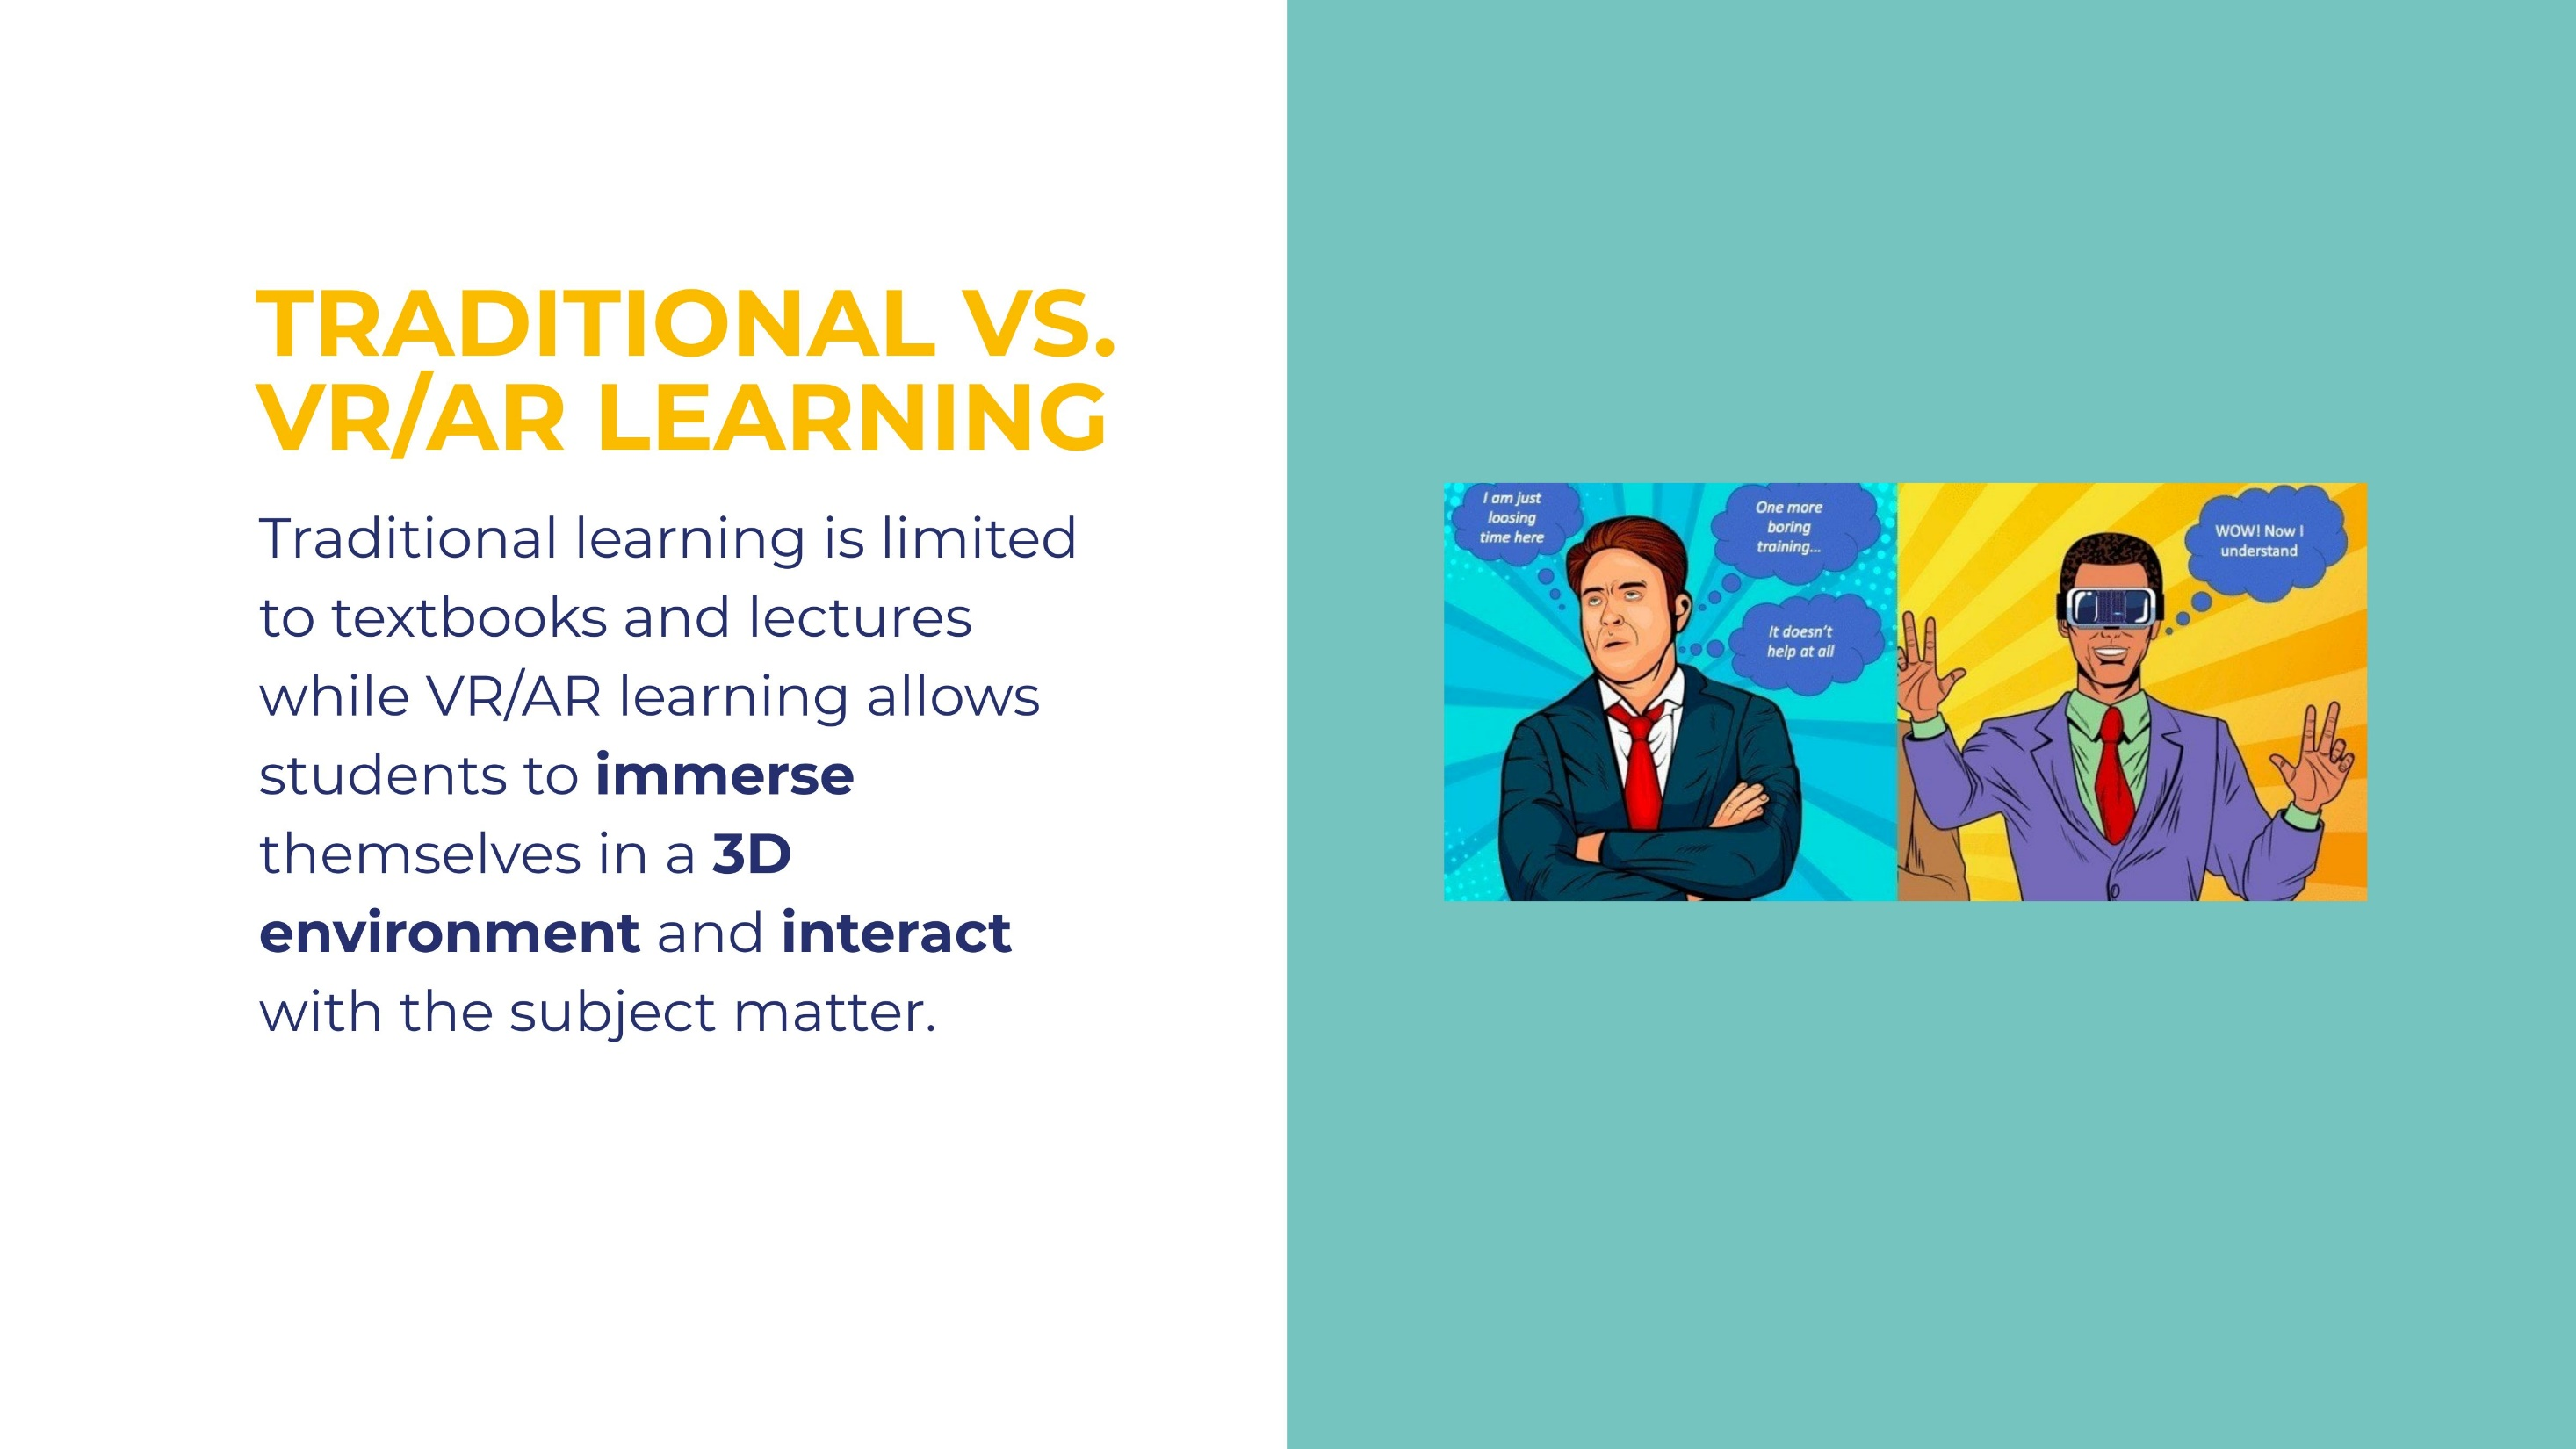 TRADITIONAL VS.
VR/AR LEARNING
Traditional learning is limited
to textbooks and lectures
while VR/AR learning allows
students to immerse
themselves in a 3D
environment and interact
with the subject matter.
I am just
loosing
time here
One more
boring
training...
It doesn't
help at all
WOW! Now I
understand